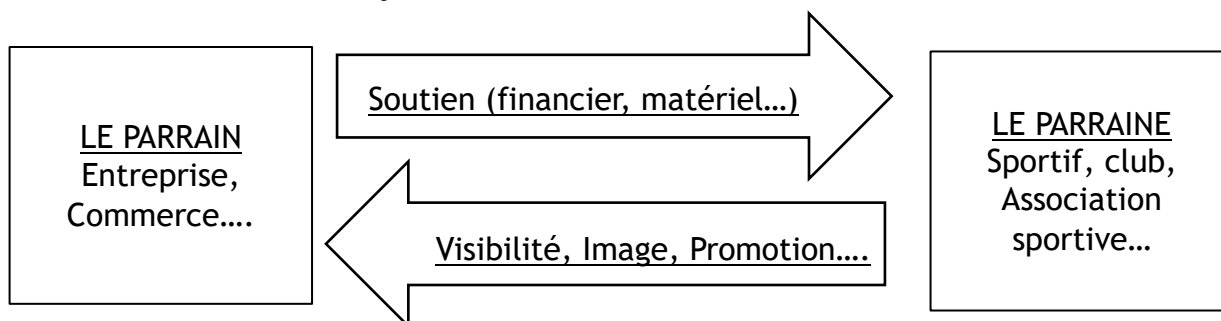 LE PARRAIN
Entreprise,
Commerce….
Soutien (financier, matériel…)
Visibilité, Image, Promotion….
LE PARRAINE
Sportif, club,
Association
sportive…